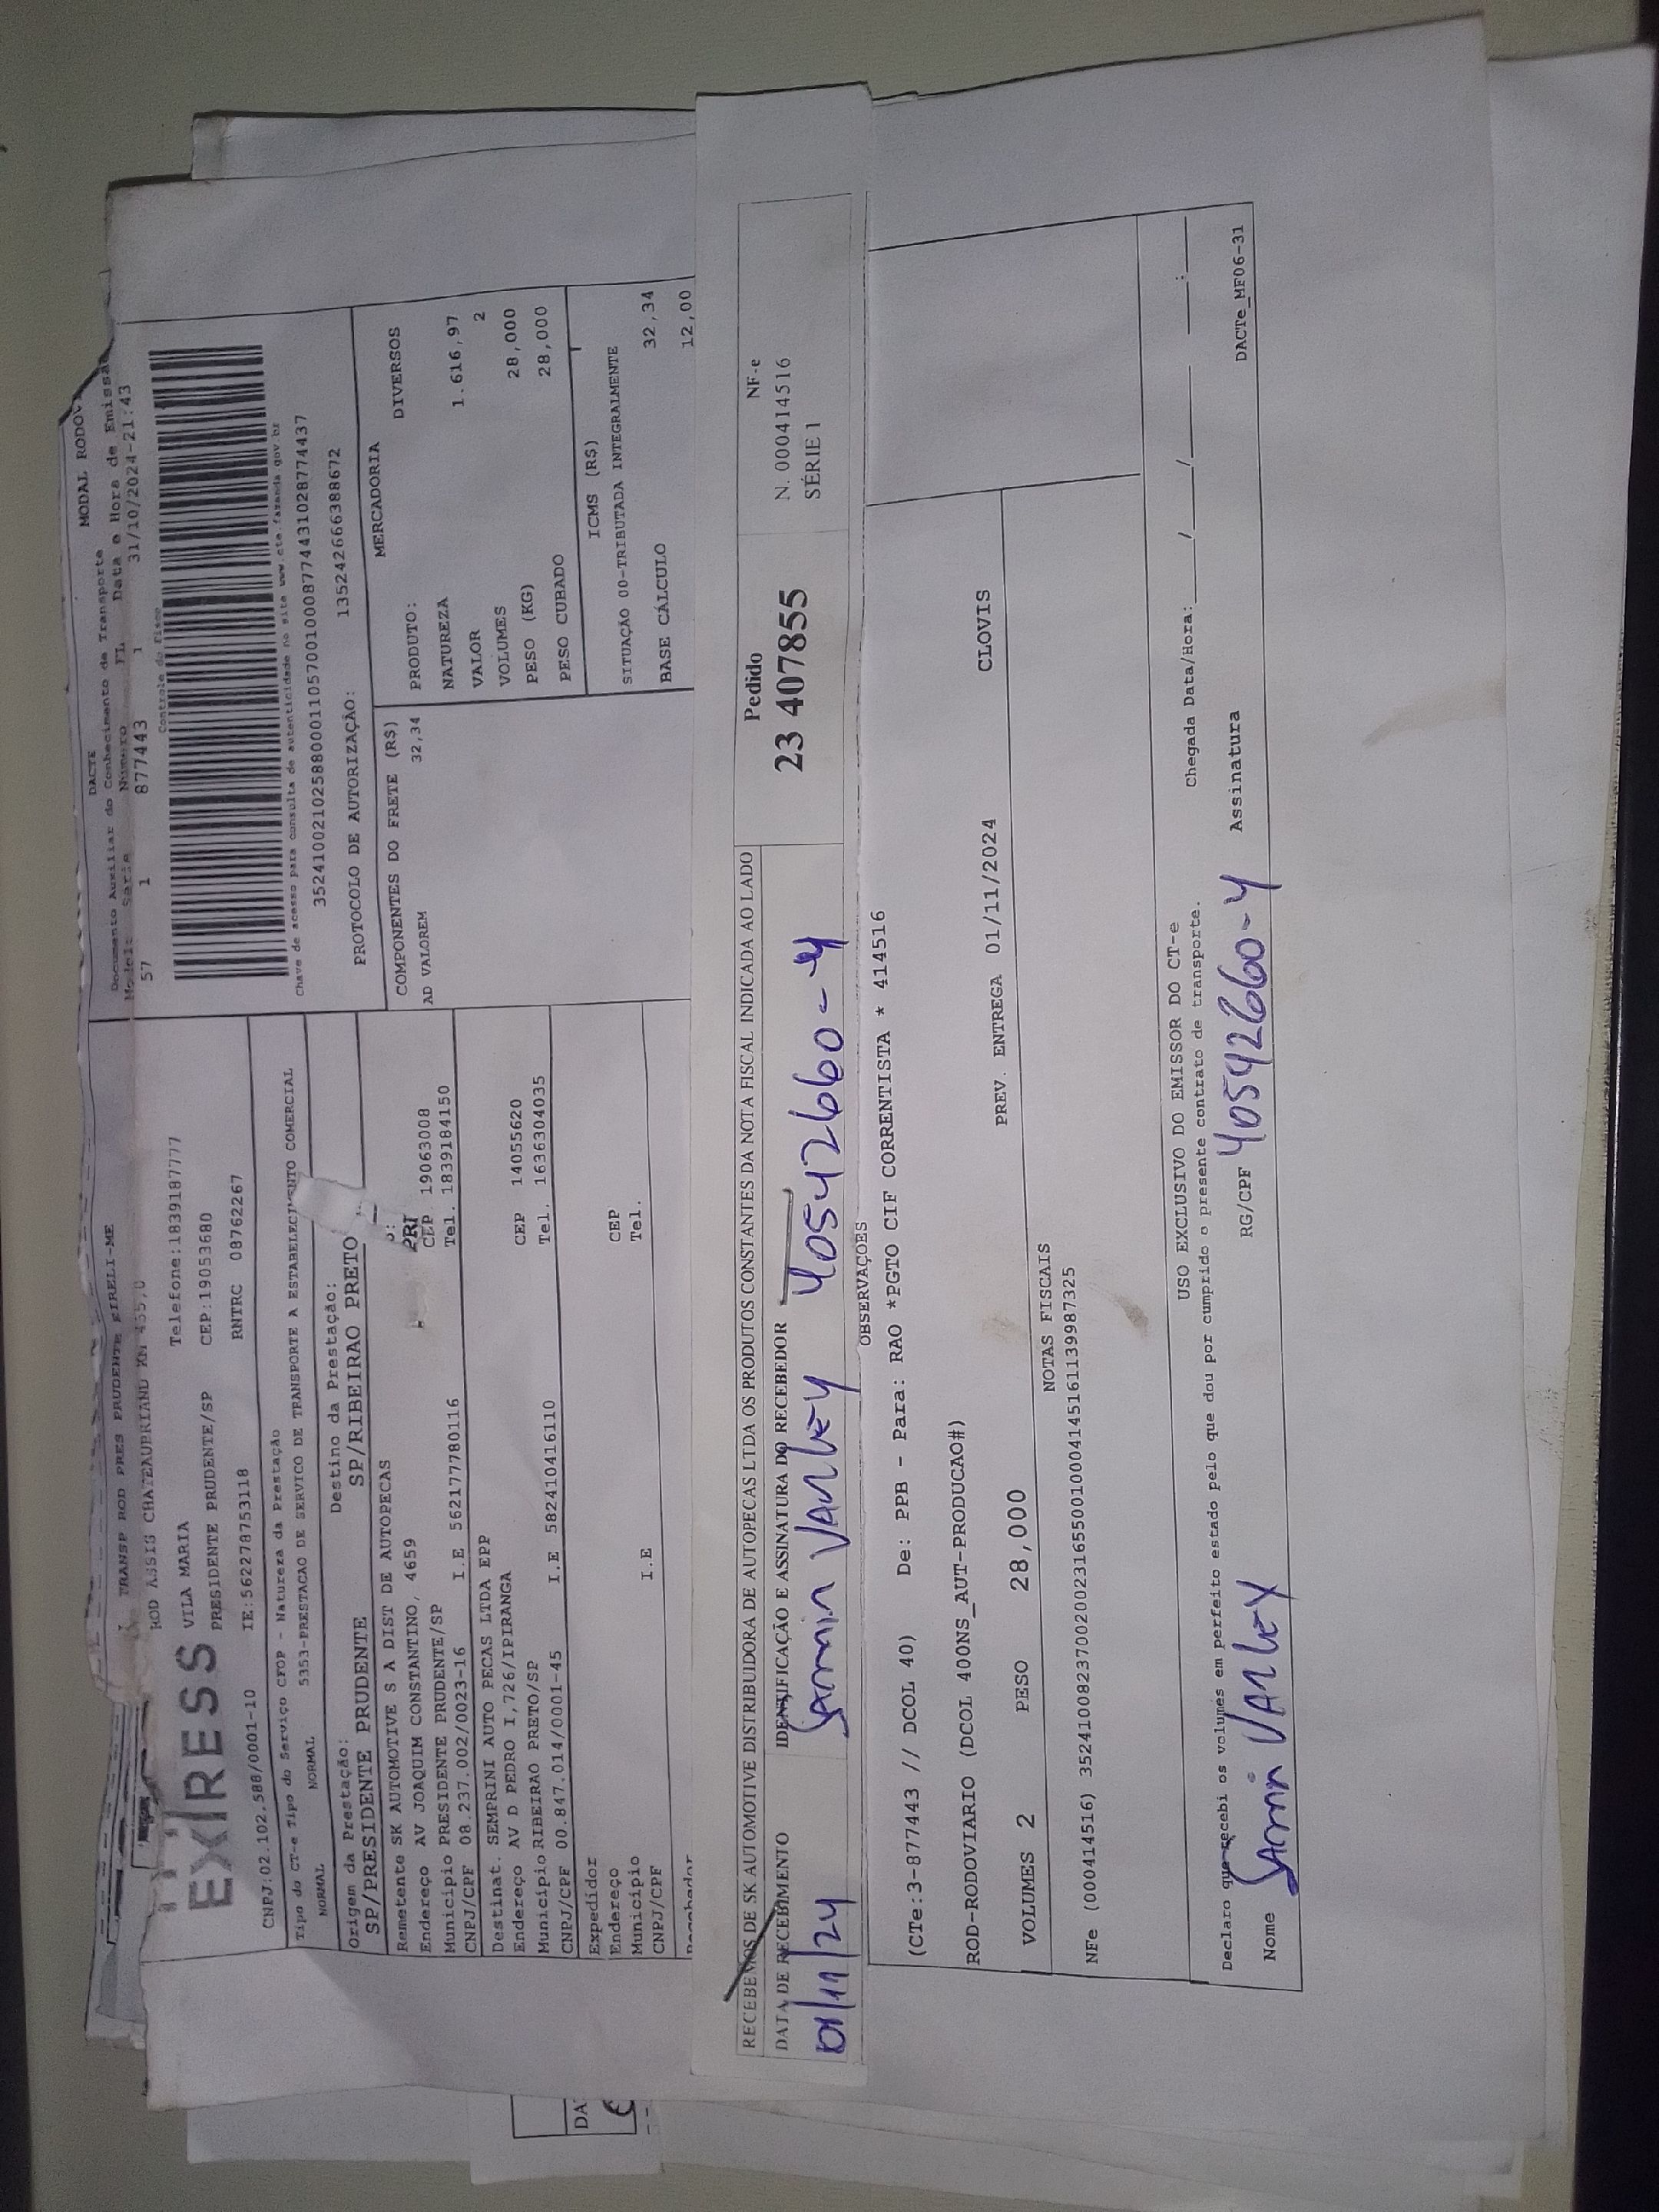 TRANSP ROD PRES PRUDENTE EIRELI-ME
ROD ASSIS CHATEAUBRIAND KM 455,0
EXPRESS
VILA MARIA Telefone:1839187777
PRESIDENTE PRUDENTE/SP CEP:19053680
CNPJ:02.102.588/0001-10 IE:562278753118 RNTRC 08762267
DACTE MODAL RODOV
Documento Auxiliar do Conhecimento de Transporte
Modelo Serie Número FL Data e Hora de Emissão
57 1 877443 1 31/10/2024-21:43
Controle do Fisco
Chave de acesso para consulta de autenticidade no site www.cte.fazenda.gov.br
35241002102588000110570010008774431028774437
PROTOCOLO DE AUTORIZAÇÃO: 135242666388672
Tipo do CT-e Tipo do Serviço CFOP - Natureza da Prestação
NORMAL NORMAL 5353-PRESTACAO DE SERVICO DE TRANSPORTE A ESTABELECIMENTO COMERCIAL
Origem da Prestação: Destino da Prestação:
SP/PRESIDENTE PRUDENTE SP/RIBEIRAO PRETO
Remetente SK AUTOMOTIVE S A DIST DE AUTOPECAS
Endereço AV JOAQUIM CONSTANTINO, 4659
Município PRESIDENTE PRUDENTE/SP CEP 19063008
CNPJ/CPF 08.237.002/0023-16 I.E 562177780116 Tel. 1839184150
Destinat. SEMPRINI AUTO PECAS LTDA EPP
Endereço AV D PEDRO I,726/IPIRANGA
Município RIBEIRAO PRETO/SP CEP 14055620
CNPJ/CPF 00.847.014/0001-45 I.E 582410416110 Tel. 1636304035
Expedidor
Endereço
Município CEP
CNPJ/CPF I.E Tel.
COMPONENTES DO FRETE (R$)
AD VALOREM 32,34
MERCADORIA
PRODUTO: DIVERSOS
NATUREZA
VALOR 1.616,97
VOLUMES 2
PESO (KG) 28,000
PESO CUBADO 28,000
ICMS (R$)
SITUAÇÃO 00-TRIBUTADA INTEGRALMENTE
BASE CÁLCULO 32,34
12,00
RECEBEMOS DE SK AUTOMOTIVE DISTRIBUIDORA DE AUTOPECAS LTDA OS PRODUTOS CONSTANTES DA NOTA FISCAL INDICADA AO LADO
DATA DE RECEBIMENTO IDENTIFICAÇÃO E ASSINATURA DO RECEBEDOR
01/11/24 40542660-4
Pedido
23 407855
NF-e
N. 000414516
SÉRIE 1
OBSERVAÇÕES
(CTe:3-877443 // DCOL 40) De: PPB - Para: RAO *PGTO CIF CORRENTISTA * 414516
ROD-RODOVIARIO (DCOL 400NS_AUT-PRODUCAO#)
VOLUMES 2 PESO 28,000 PREV. ENTREGA 01/11/2024 CLOVIS
NOTAS FISCAIS
NFe (000414516) 35241008237002002316550010004145161139987325
USO EXCLUSIVO DO EMISSOR DO CT-e
Declaro que recebi os volumes em perfeito estado pelo que dou por cumprido o presente contrato de transporte.
Chegada Data/Hora: ____/____/____ ___:___
Nome RG/CPF 40542660-4 Assinatura
DACTe_MF06-31